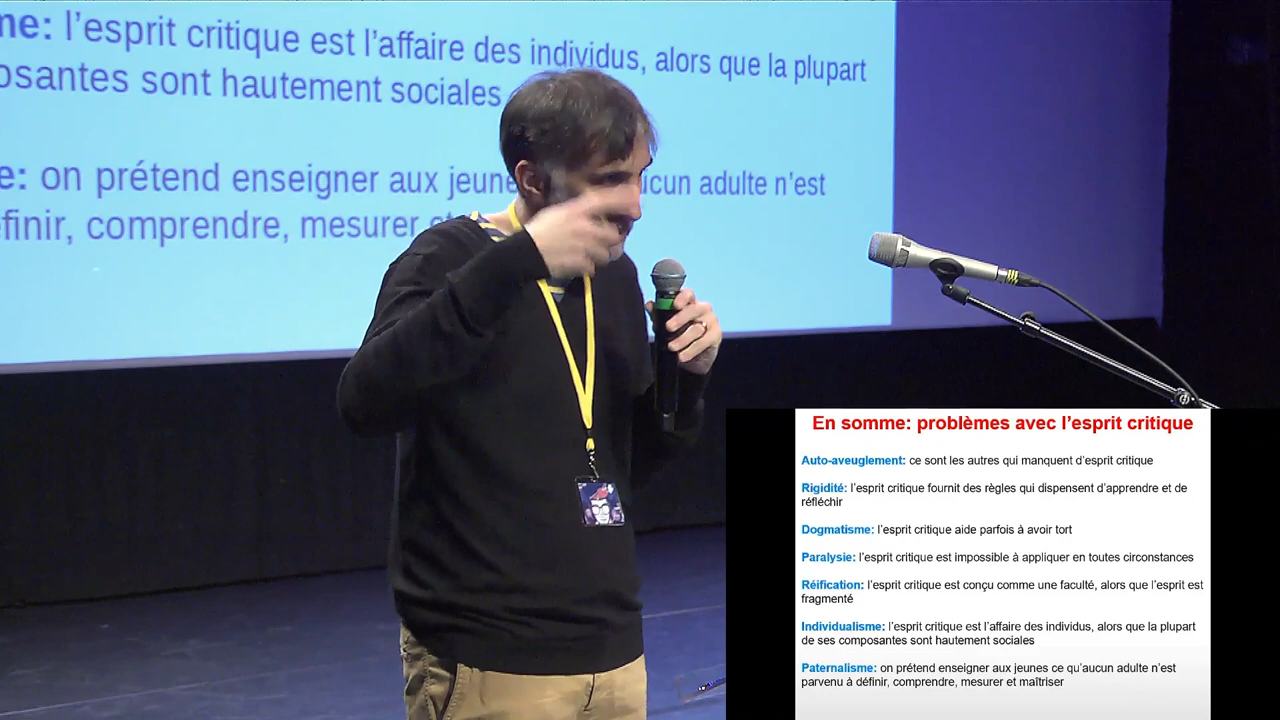 me: l'esprit critique est l'affaire des individus, alors que la plupart
osantes sont hautement sociales
e: on prétend enseigner aux jeune ucun adulte n'est
finir, comprendre, mesurer
En somme: problèmes avec l'esprit critique
Auto-aveuglement: ce sont les autres qui manquent d'esprit critique
Rigidité: l'esprit critique fournit des règles qui dispensent d'apprendre et de
réfléchir
Dogmatisme: l'esprit critique aide parfois à avoir tort
Paralysie: l'esprit critique est impossible à appliquer en toutes circonstances
Réification: l'esprit critique est conçu comme une faculté, alors que l'esprit est
fragmenté
Individualisme: l'esprit critique est l'affaire des individus, alors que la plupart
de ses composantes sont hautement sociales
Paternalisme: on prétend enseigner aux jeunes ce qu'aucun adulte n'est
parvenu à définir, comprendre, mesurer et maîtriser